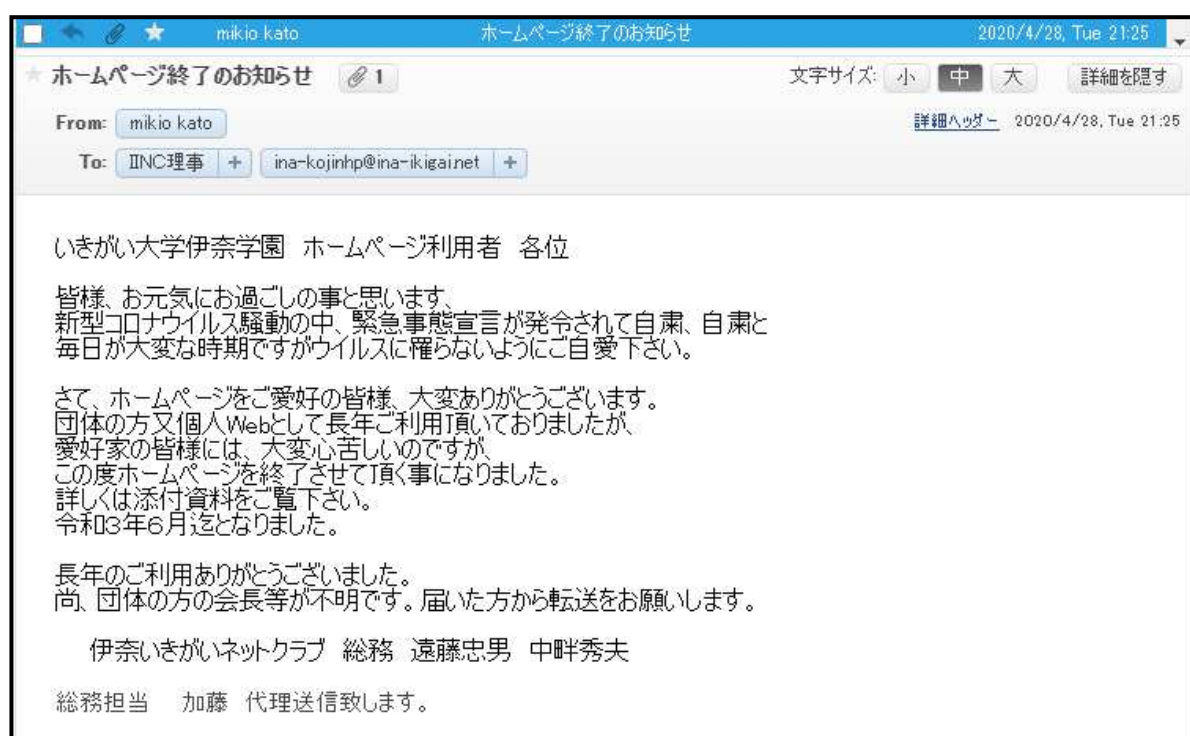 mikio kato ホームページ終了のお知らせ 2020/4/28, Tue 21:25
ホームページ終了のお知らせ 1 文字サイズ: 小 中 大 詳細を隠す
From: mikio kato 詳細ヘッダー 2020/4/28, Tue 21:25
To: IINC理事 + ina-kojinhp@ina-ikigai.net +
いきがい大学伊奈学園 ホームページ利用者 各位
皆様、お元気にお過ごしの事と思います、
新型コロナウイルス騒動の中、緊急事態宣言が発令されて自粛、自粛と
毎日が大変な時期ですがウイルスに罹らないようにご自愛下さい。
さて、ホームページをご愛好の皆様、大変ありがとうございます。
団体の方又個人Webとして長年ご利用頂いておりましたが、
愛好家の皆様には、大変心苦しいのですが、
この度ホームページを終了させて頂く事になりました。
詳しくは添付資料をご覧下さい。
令和3年6月迄となりました。
長年のご利用ありがとうございました。
尚、団体の方の会長等が不明です。届いた方から転送をお願いします。
伊奈いきがいネットクラブ 総務 遠藤忠男 中畔秀夫
総務担当 加藤 代理送信致します。